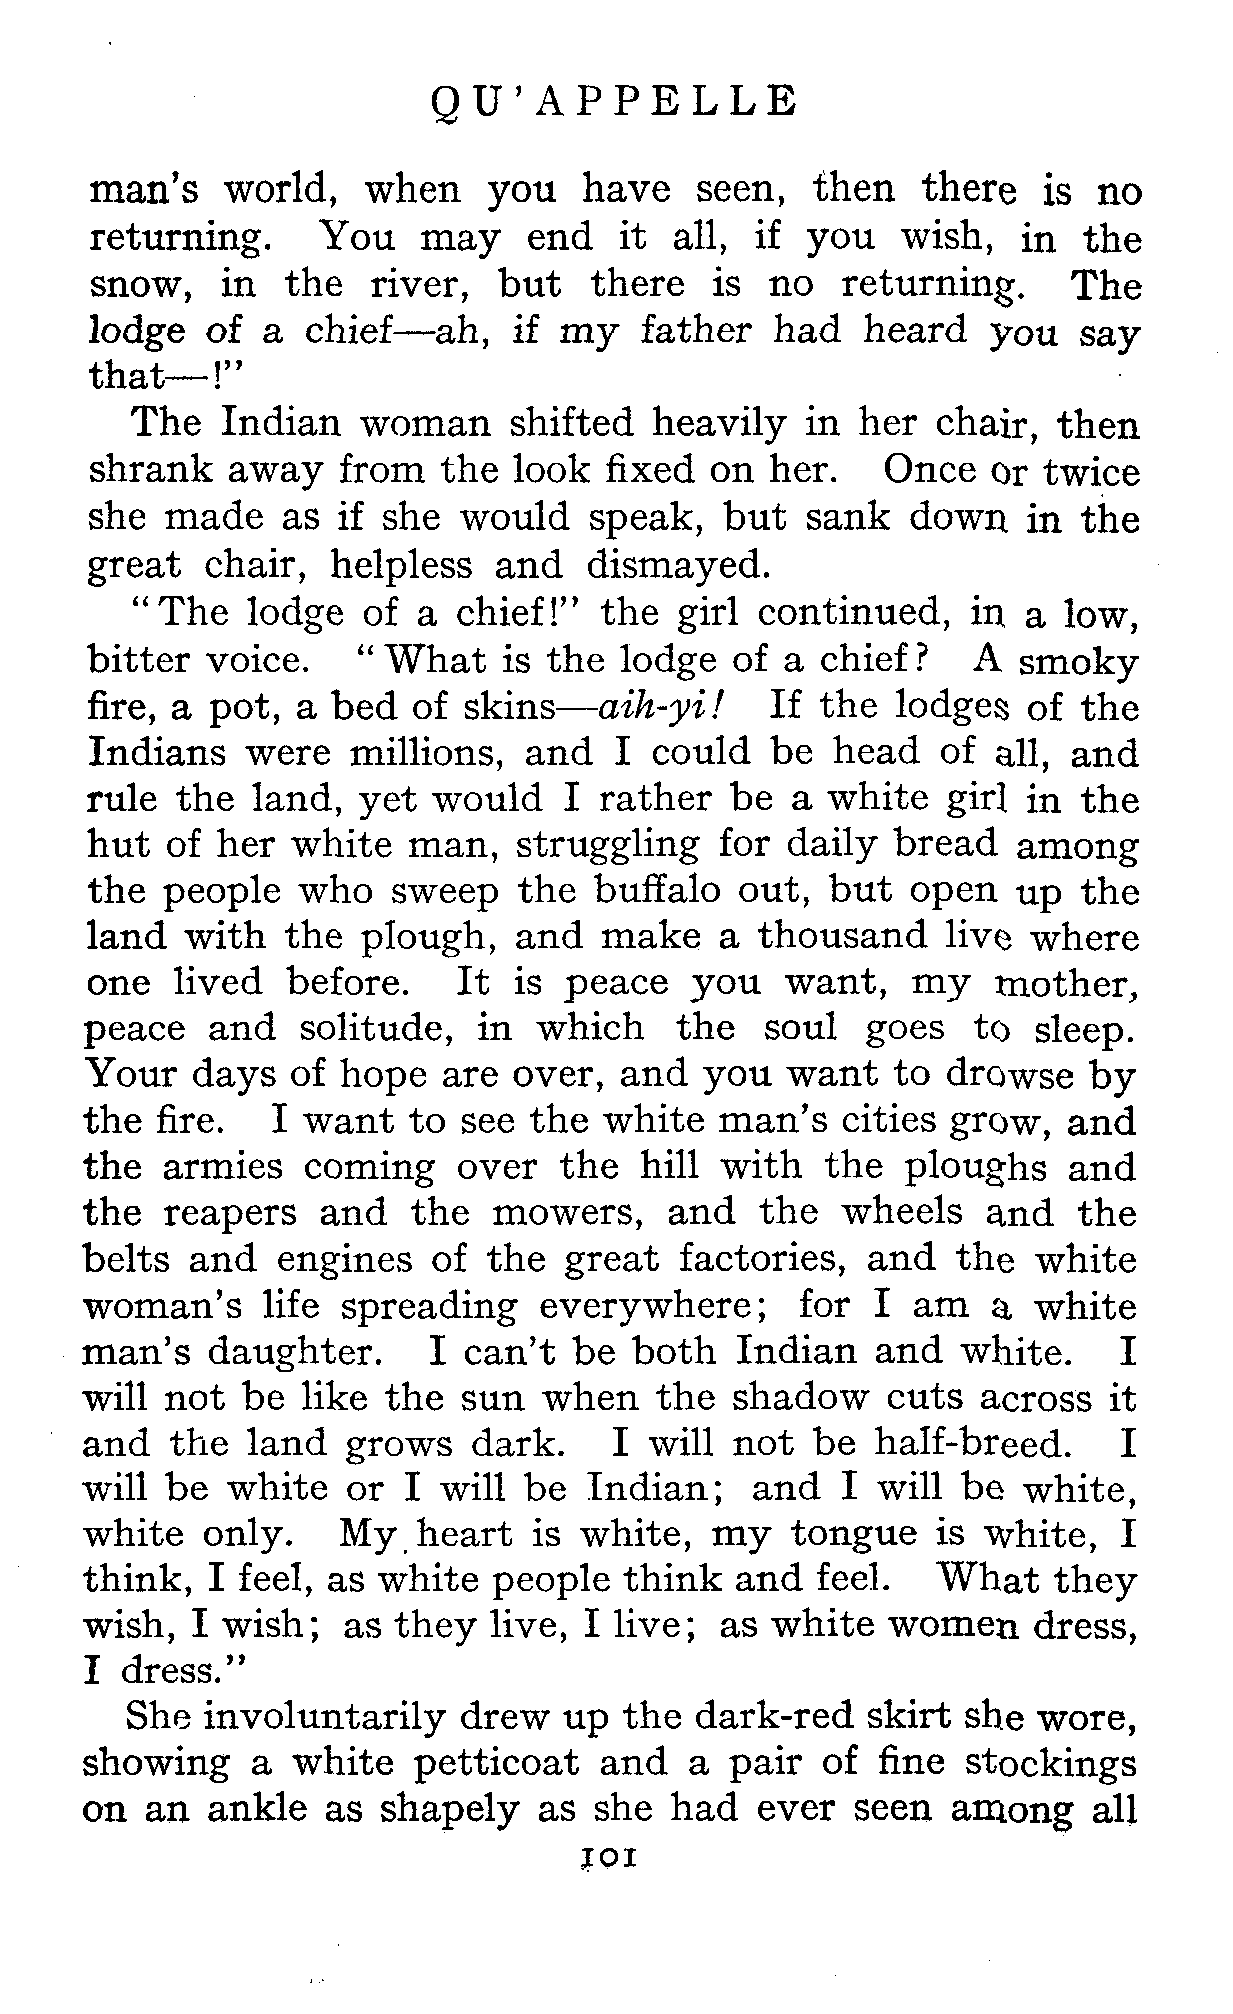 QU'APPELLE
man's world, when you have seen, then there is no
returning. You may end it all, if you wish, in the
snow, in the river, but there is no returning. The
lodge of a chief—ah, if my father had heard you say
that—!"
The Indian woman shifted heavily in her chair, then
shrank away from the look fixed on her. Once or twice
she made as if she would speak, but sank down in the
great chair, helpless and dismayed.
"The lodge of a chief!" the girl continued, in a low,
bitter voice. "What is the lodge of a chief? A smoky
fire, a pot, a bed of skins—aih-yi! If the lodges of the
Indians were millions, and I could be head of all, and
rule the land, yet would I rather be a white girl in the
hut of her white man, struggling for daily bread among
the people who sweep the buffalo out, but open up the
land with the plough, and make a thousand live where
one lived before. It is peace you want, my mother,
peace and solitude, in which the soul goes to sleep.
Your days of hope are over, and you want to drowse by
the fire. I want to see the white man's cities grow, and
the armies coming over the hill with the ploughs and
the reapers and the mowers, and the wheels and the
belts and engines of the great factories, and the white
woman's life spreading everywhere; for I am a white
man's daughter. I can't be both Indian and white. I
will not be like the sun when the shadow cuts across it
and the land grows dark. I will not be half-breed. I
will be white or I will be Indian; and I will be white,
white only. My heart is white, my tongue is white, I
think, I feel, as white people think and feel. What they
wish, I wish; as they live, I live; as white women dress,
I dress."
She involuntarily drew up the dark-red skirt she wore,
showing a white petticoat and a pair of fine stockings
on an ankle as shapely as she had ever seen among all
101